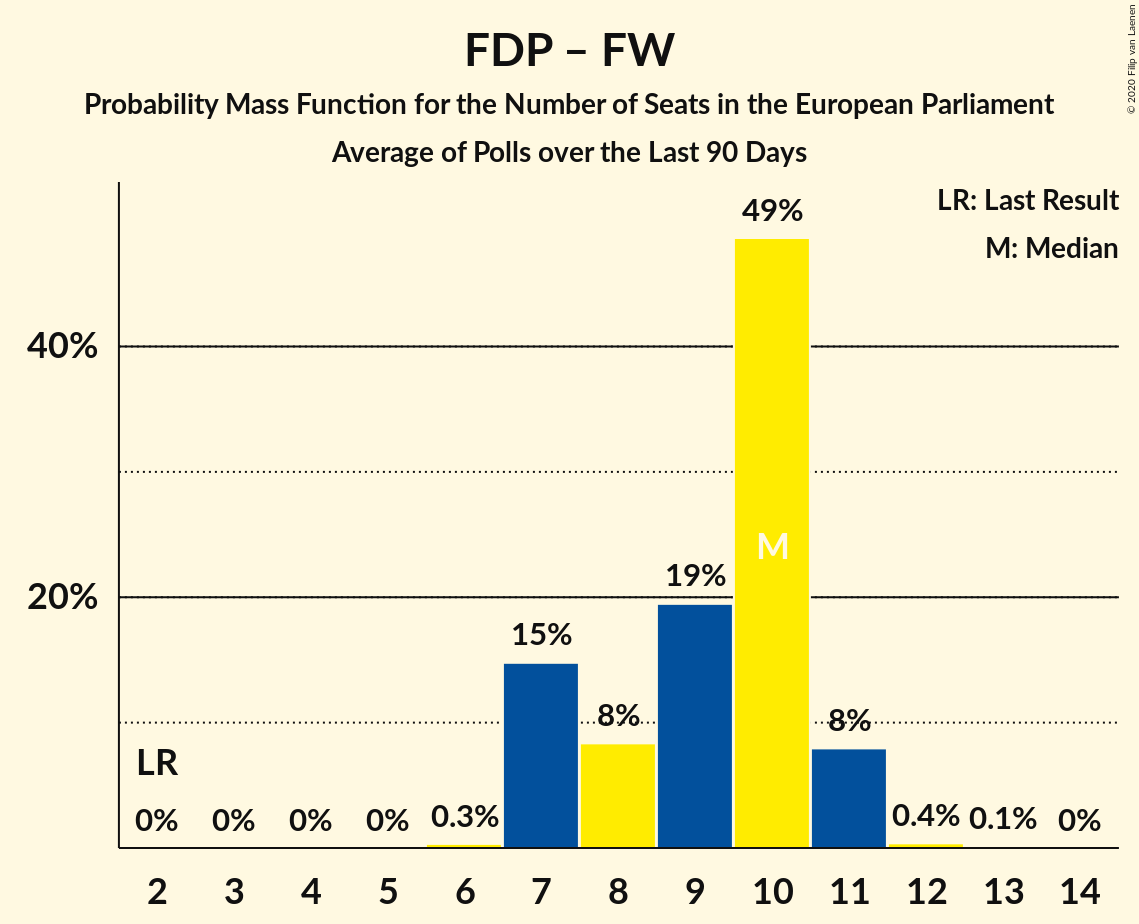 FDP – FW
Probability Mass Function for the Number of Seats in the European Parliament
Average of Polls over the Last 90 Days
© 2020 Filip van Laenen
LR: Last Result
M: Median
49%
40%
M
19%
20%
15%
8%
8%
LR
0% 0% 0% 0% 0.3% 0.4% 0.1% 0%
2 3 4 5 6 7 8 9 10 11 12 13 14